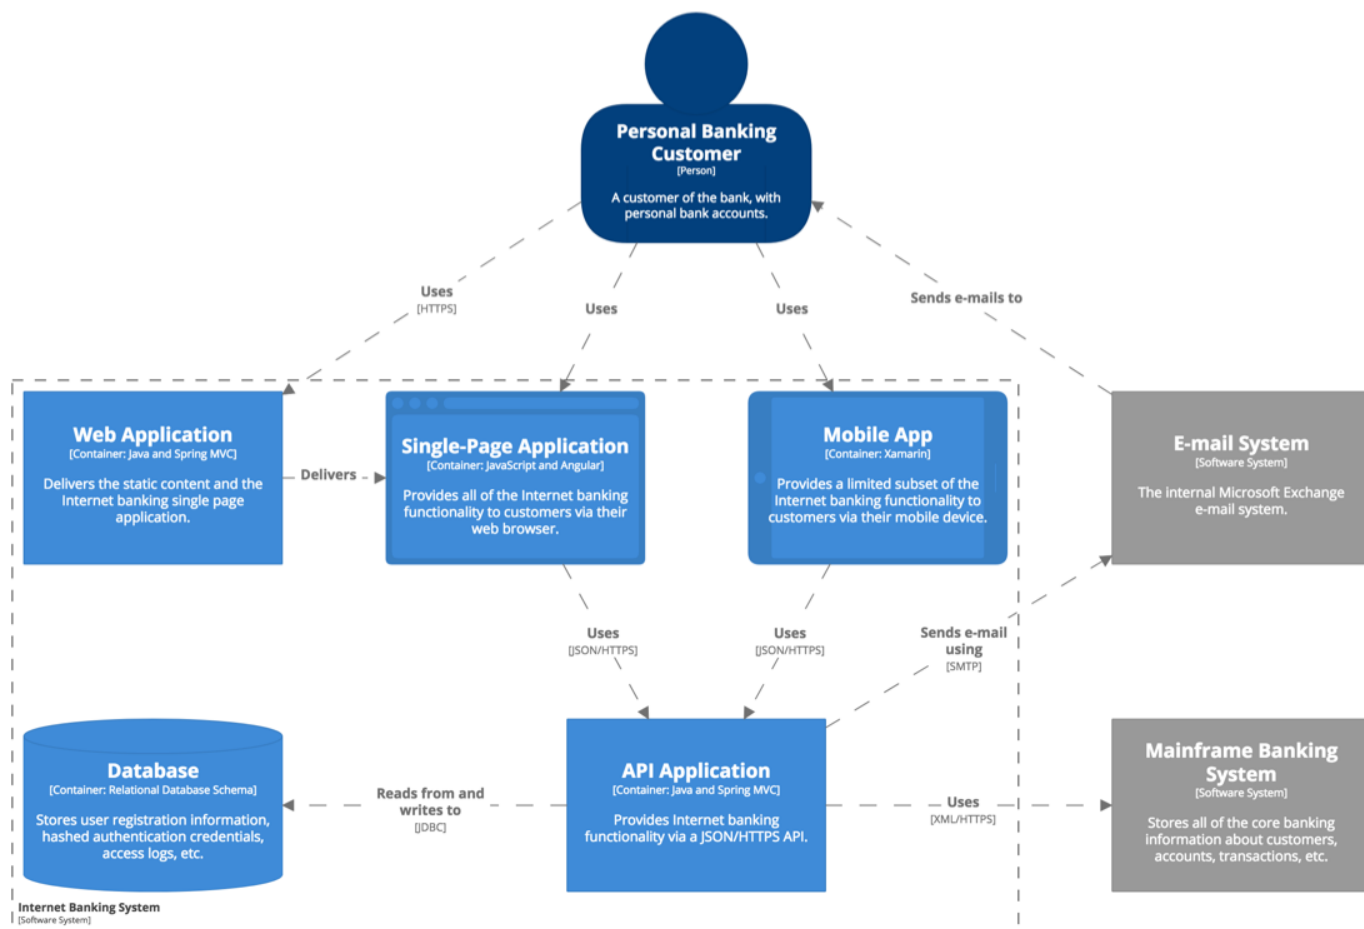 Personal Banking
Customer
[Person]
A customer of the bank, with
personal bank accounts.
Uses
[HTTPS]
Uses
Uses
Sends e-mails to
Web Application
[Container: Java and Spring MVC]
Delivers the static content and the
Internet banking single page
application.
Delivers
Single-Page Application
[Container: JavaScript and Angular]
Provides all of the Internet banking
functionality to customers via their
web browser.
Mobile App
[Container: Xamarin]
Provides a limited subset of the
Internet banking functionality to
customers via their mobile device.
E-mail System
[Software System]
The internal Microsoft Exchange
e-mail system.
Uses
[JSON/HTTPS]
Uses
[JSON/HTTPS]
Sends e-mail
using
[SMTP]
Database
[Container: Relational Database Schema]
Stores user registration information,
hashed authentication credentials,
access logs, etc.
Reads from and
writes to
[JDBC]
API Application
[Container: Java and Spring MVC]
Provides Internet banking
functionality via a JSON/HTTPS API.
Uses
[XML/HTTPS]
Mainframe Banking
System
[Software System]
Stores all of the core banking
information about customers,
accounts, transactions, etc.
Internet Banking System
[Software System]